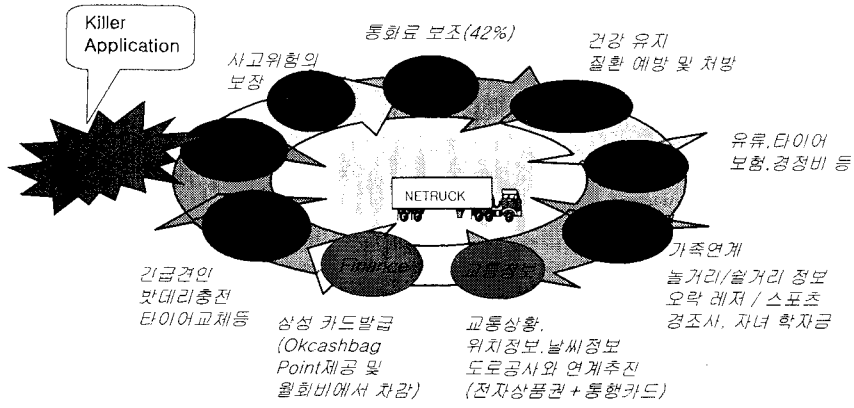 Killer
Application
사고위험의
보장
통화료 보조(42%)
건강 유지
질환 예방 및 처방
유류,타이어
보험,경정비 등
NETRUCK
Finance
교통정보
긴급견인
밧데리충전
타이어교체등
삼성 카드발급
(Okcashbag
Point제공 및
월회비에서 차감)
교통상황,
위치정보,날씨정보
도로공사와 연계추진
(전자상품권 + 통행카드)
가족연계
놀거리/쉴거리 정보
오락 레저 / 스포츠
경조사, 자녀 학자금